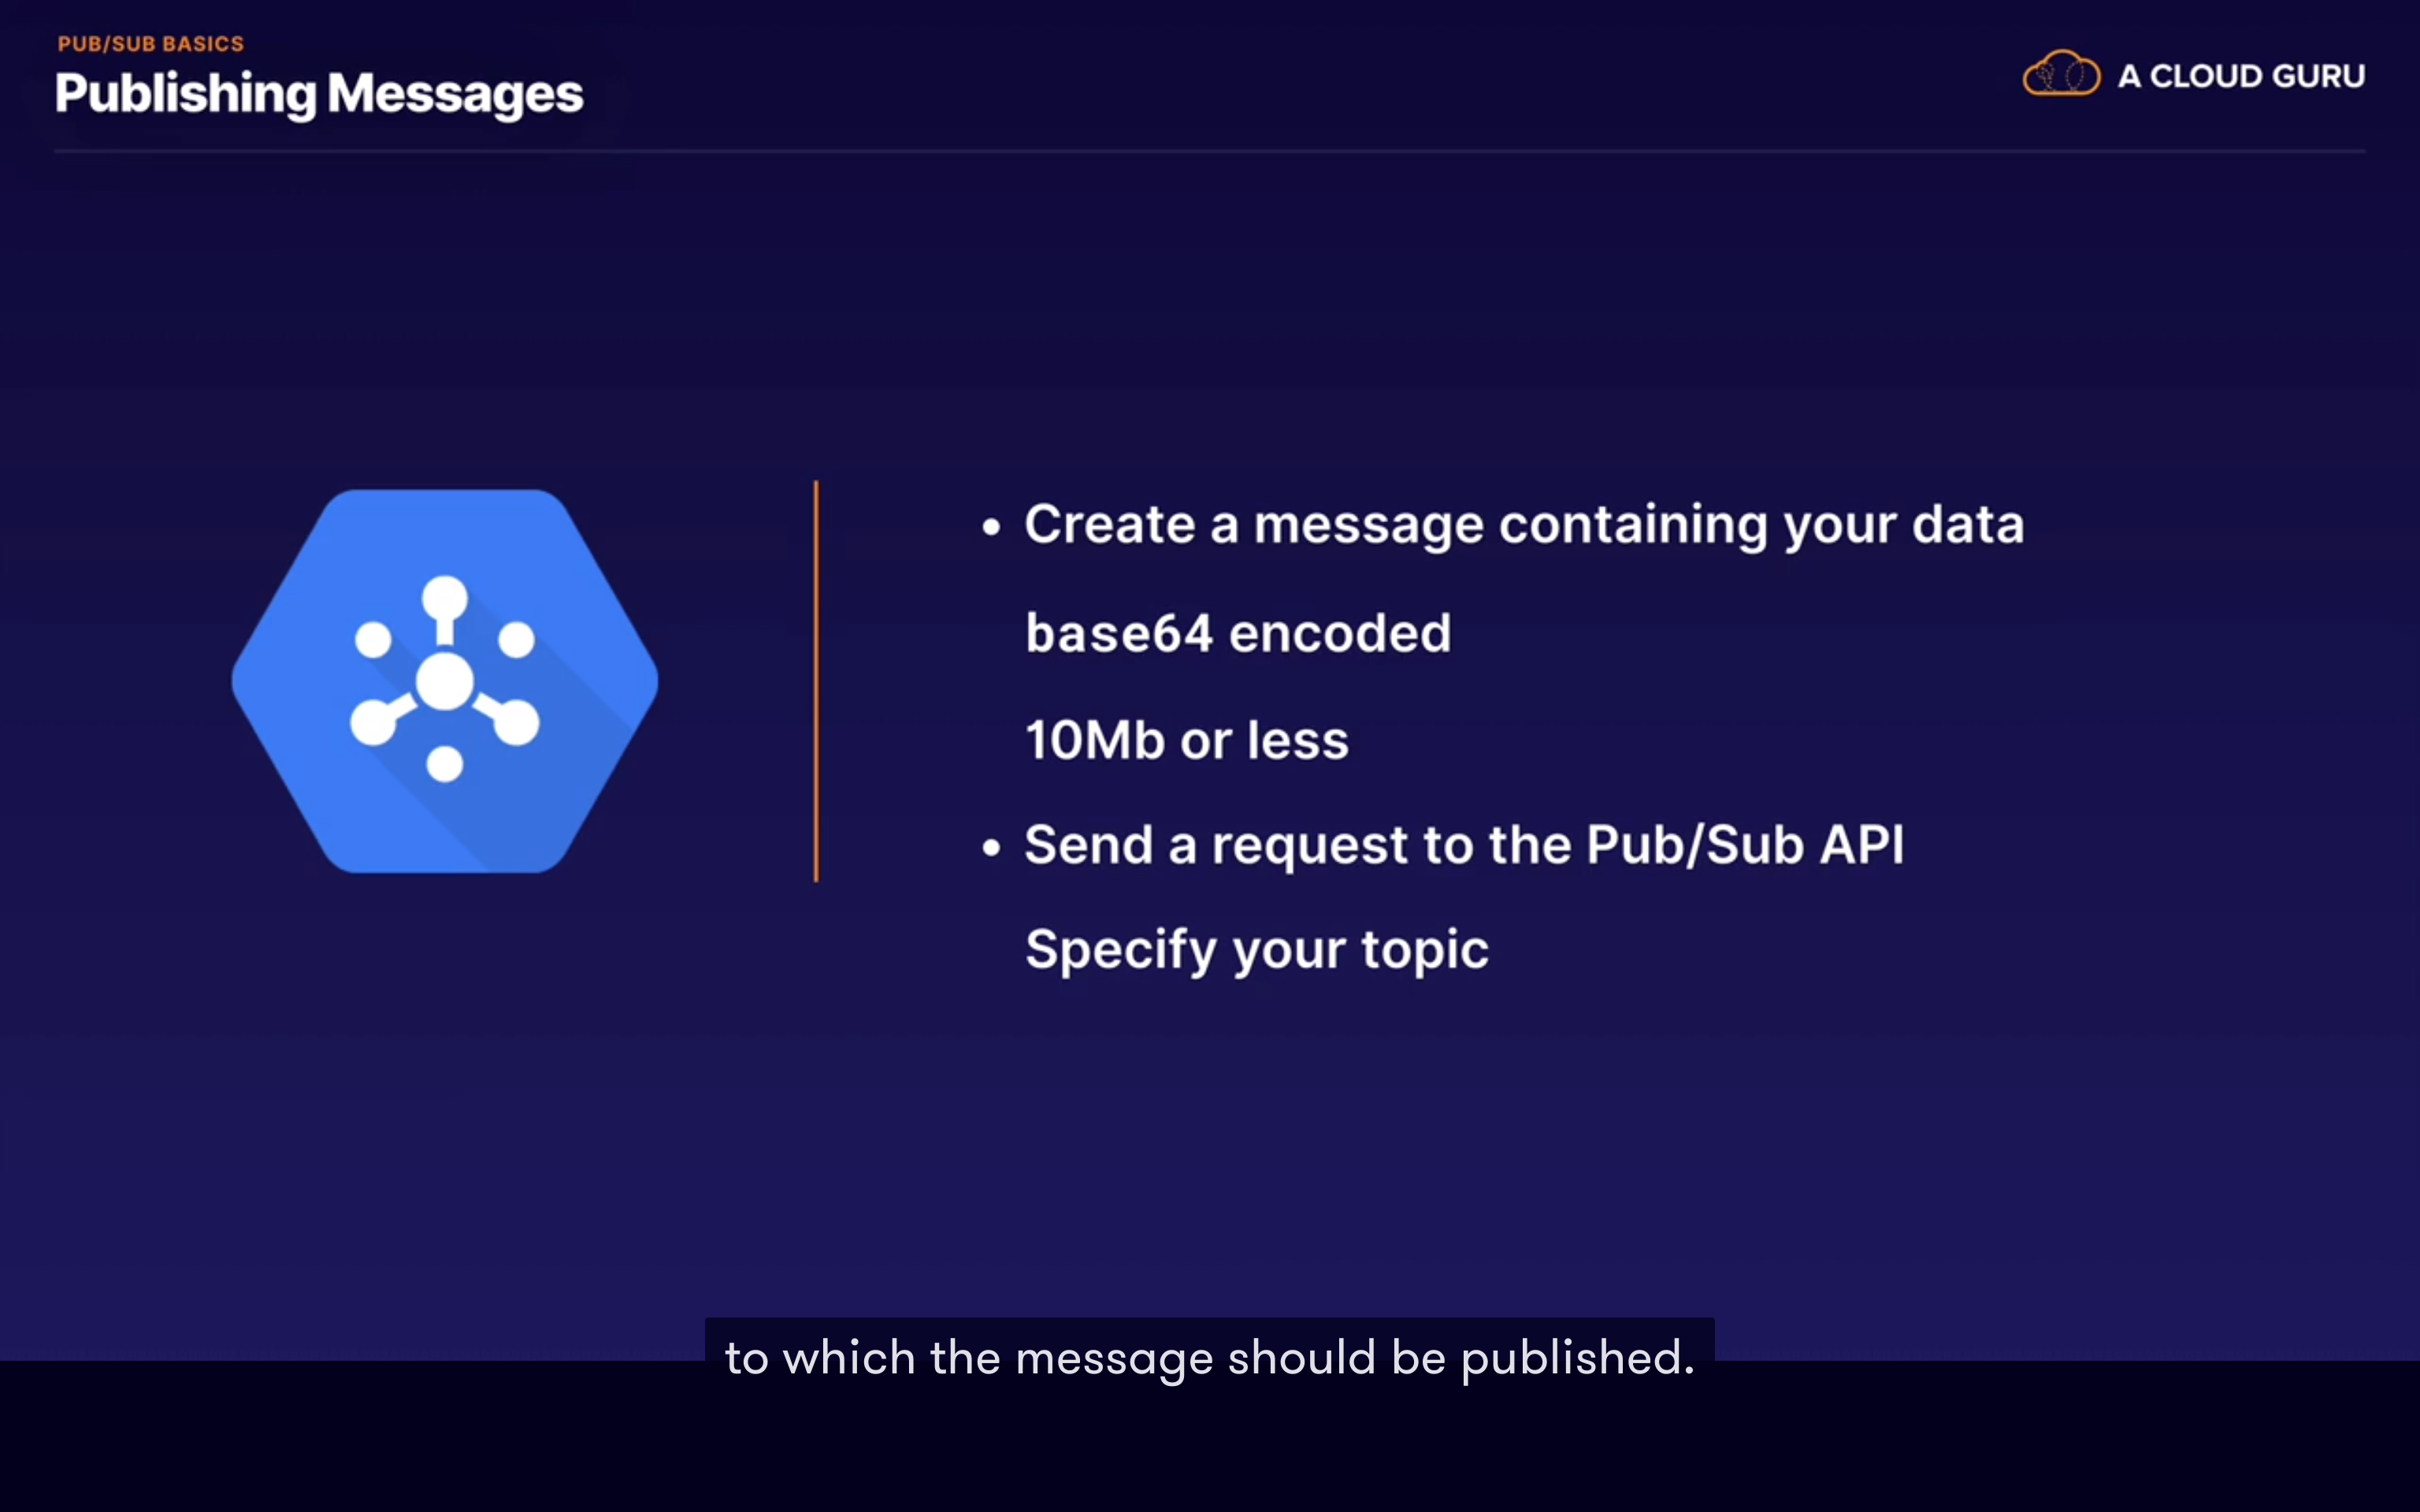 PUB/SUB BASICS
Publishing Messages
A CLOUD GURU
• Create a message containing your data
base64 encoded
10Mb or less
• Send a request to the Pub/Sub API
Specify your topic
to which the message should be published.